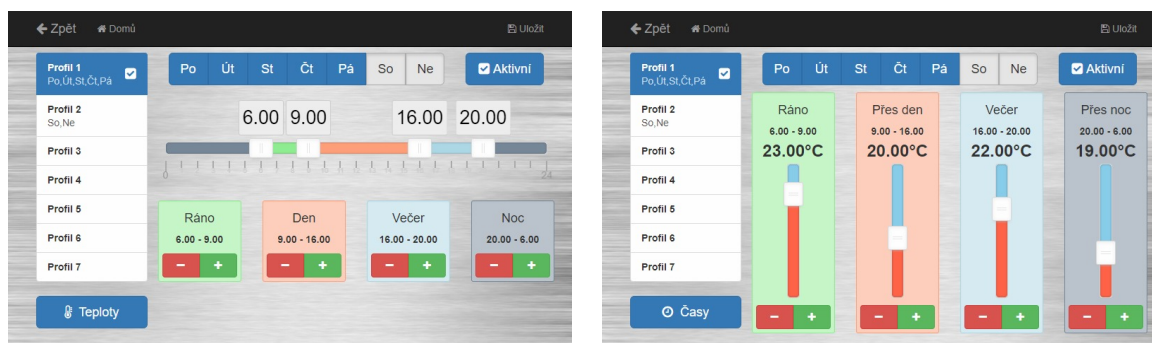 Zpět Domů Uložit
Profil 1
Po,Út,St,Čt,Pá
Profil 2
So,Ne
Profil 3
Profil 4
Profil 5
Profil 6
Profil 7
Teploty
Po Út St Čt Pá So Ne Aktivní
6.00 9.00 16.00 20.00
0 24
Ráno
6.00 - 9.00
- +
Den
9.00 - 16.00
- +
Večer
16.00 - 20.00
- +
Noc
20.00 - 6.00
- +
Zpět Domů Uložit
Profil 1
Po,Út,St,Čt,Pá
Profil 2
So,Ne
Profil 3
Profil 4
Profil 5
Profil 6
Profil 7
Časy
Po Út St Čt Pá So Ne Aktivní
Ráno
6.00 - 9.00
23.00°C
- +
Přes den
9.00 - 16.00
20.00°C
- +
Večer
16.00 - 20.00
22.00°C
- +
Přes noc
20.00 - 6.00
19.00°C
- +